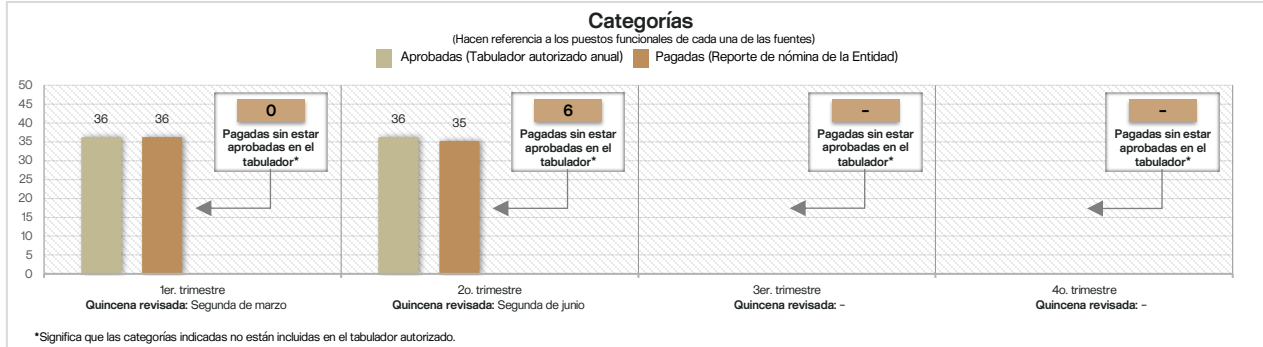 Categorías
(Hacen referencia a los puestos funcionales de cada una de las fuentes)
Aprobadas (Tabulador autorizado anual) Pagadas (Reporte de nómina de la Entidad)
50
45
40
35
30
25
20
15
10
5
0
36 36
0
Pagadas sin estar
aprobadas en el
tabulador*
36 35
6
Pagadas sin estar
aprobadas en el
tabulador*
–
Pagadas sin estar
aprobadas en el
tabulador*
–
Pagadas sin estar
aprobadas en el
tabulador*
1er. trimestre
Quincena revisada: Segunda de marzo
2o. trimestre
Quincena revisada: Segunda de junio
3er. trimestre
Quincena revisada: –
4o. trimestre
Quincena revisada: –
*Significa que las categorías indicadas no están incluidas en el tabulador autorizado.